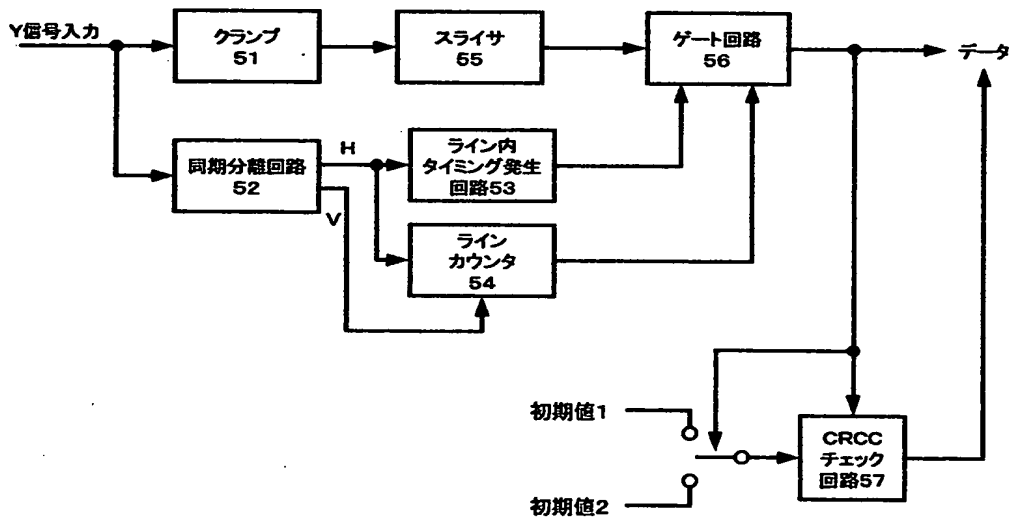 Y信号入力
クランプ
51
スライサ
55
ゲート回路
56
データ
同期分離回路
52
H
V
ライン内
タイミング発生
回路53
ライン
カウンタ
54
初期値1
初期値2
CRCC
チェック
回路57